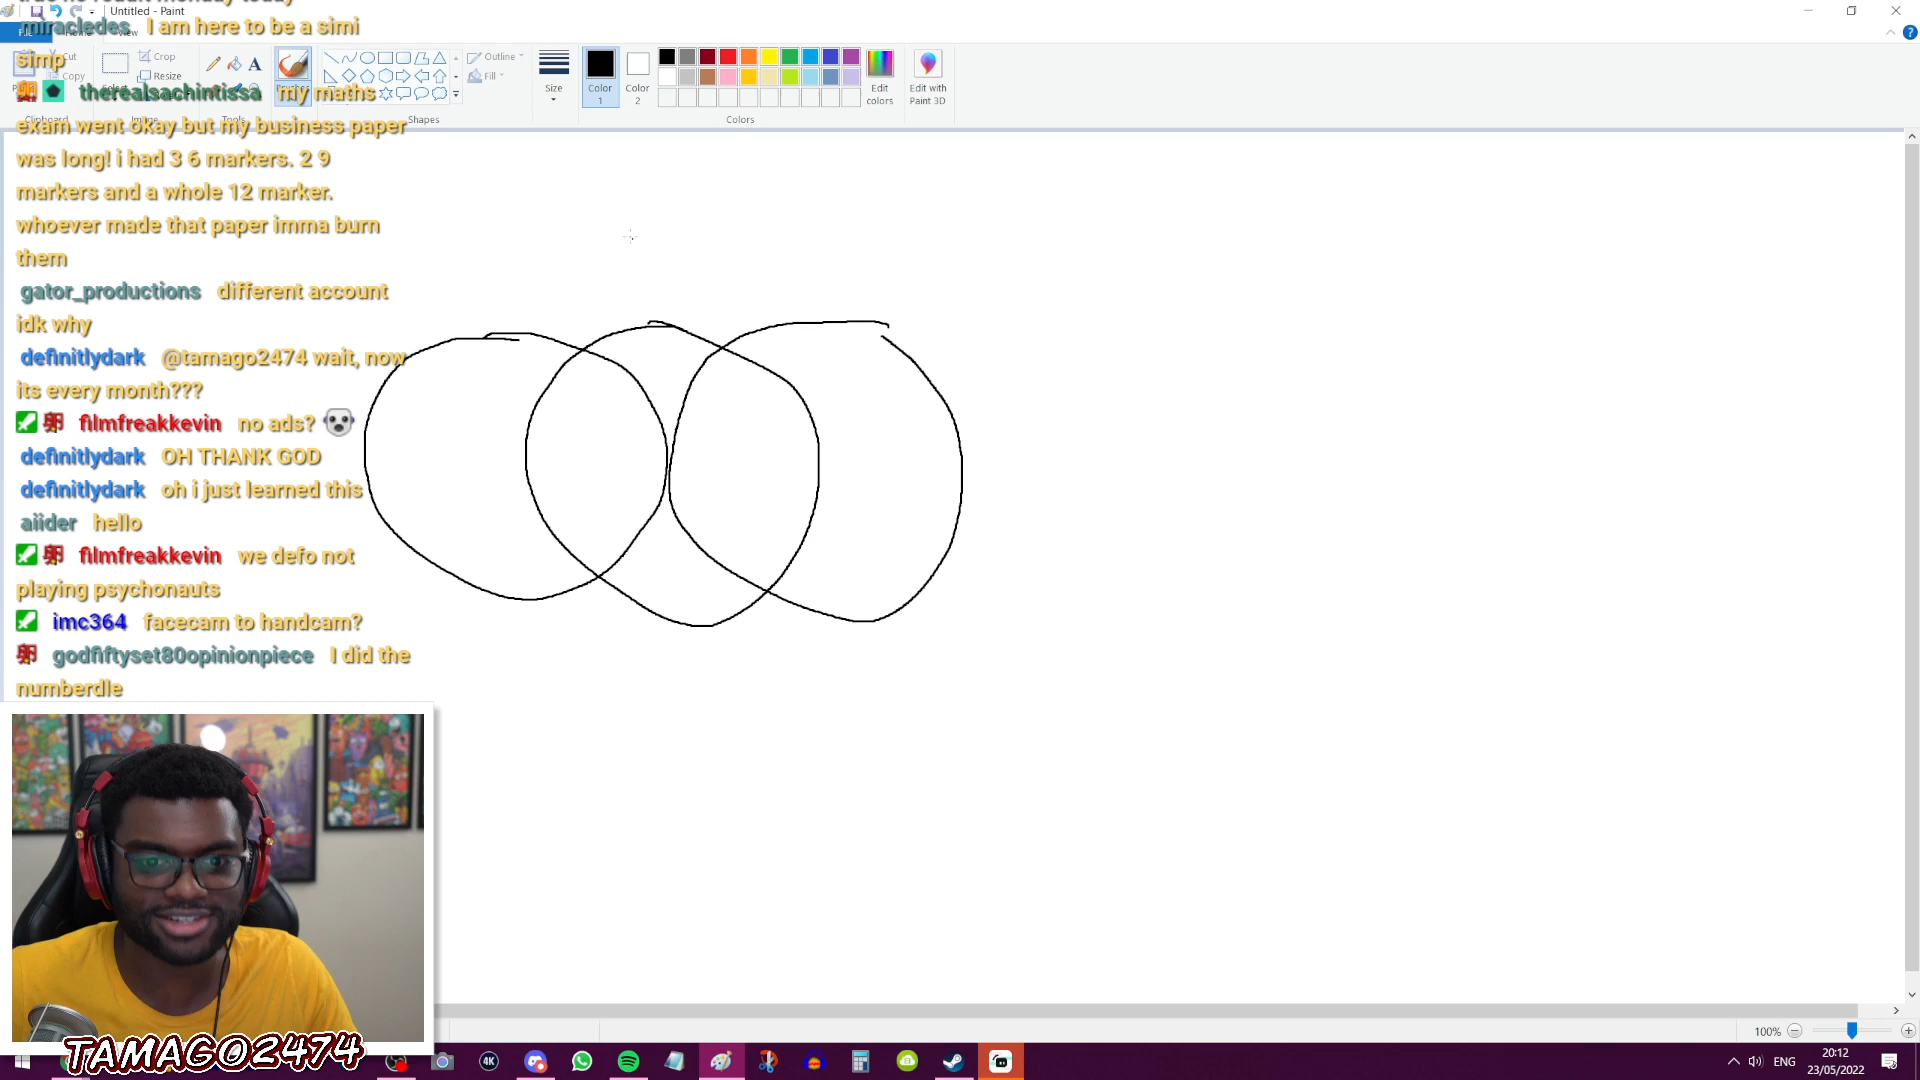 Untitled - Paint
miracledes I am here to be a simi
simp
therealsachintissa my maths
exam went okay but my business paper
was long! i had 3 6 markers. 2 9
markers and a whole 12 marker.
whoever made that paper imma burn
them
gator_productions different account
idk why
definitlydark @tamago2474 wait, now
its every month???
filmfreakkevin no ads?
definitlydark OH THANK GOD
definitlydark oh i just learned this
aiider hello
filmfreakkevin we defo not
playing psychonauts
imc364 facecam to handcam?
godfiftyset80opinionpiece I did the
numberdle
Crop
Resize
Copy
Clipboard
Image
Tools
Outline
Fill
Shapes
Size
Color
1
Color
2
Colors
Edit
colors
Edit with
Paint 3D
100%
TAMAGO2474
4K
ENG
20:12
23/05/2022